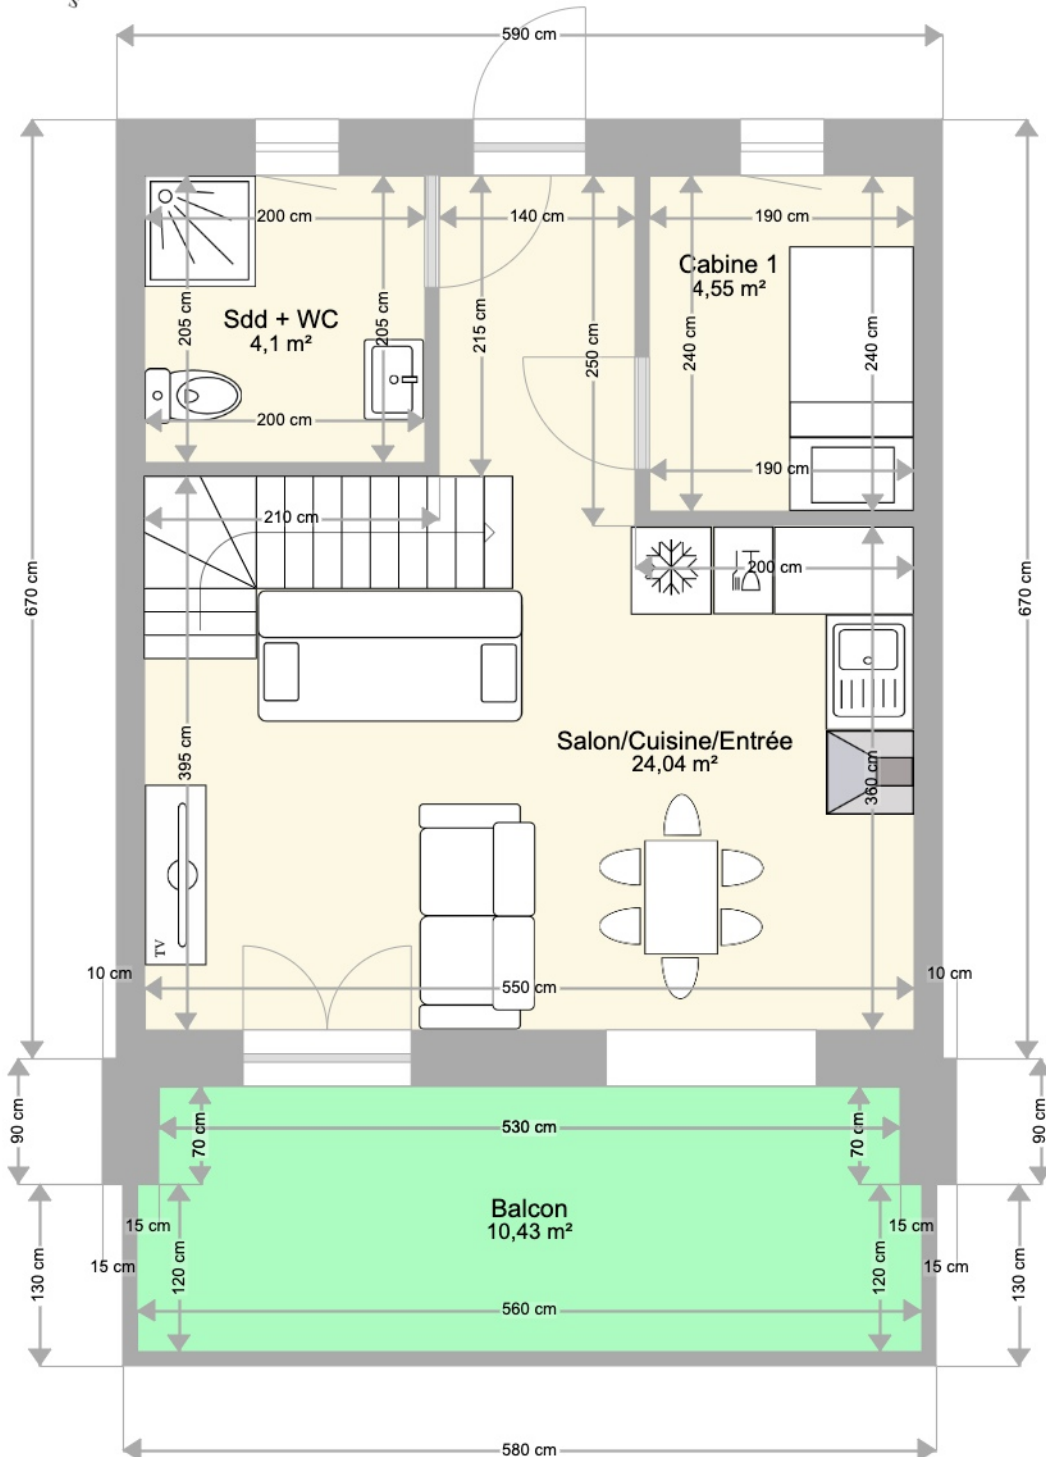 S
590 cm
200 cm
140 cm
190 cm
Cabine 1
4,55 m²
Sdd + WC
4,1 m²
205 cm
205 cm
215 cm
250 cm
240 cm
240 cm
200 cm
190 cm
210 cm
200 cm
670 cm
670 cm
Salon/Cuisine/Entrée
24,04 m²
395 cm
360 cm
TV
10 cm
550 cm
10 cm
90 cm
70 cm
530 cm
70 cm
90 cm
Balcon
10,43 m²
15 cm
15 cm
15 cm
15 cm
130 cm
120 cm
120 cm
130 cm
560 cm
580 cm